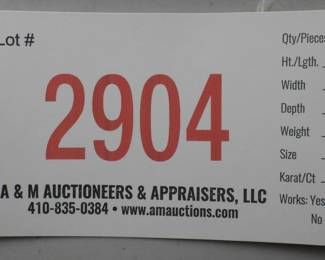 Lot #
2904
A & M AUCTIONEERS & APPRAISERS, LLC
410-835-0384 • www.amauctions.com
Qty/Pieces
Ht./Lgth.
Width
Depth
Weight
Size
Karat/Ct
Works: Yes
No